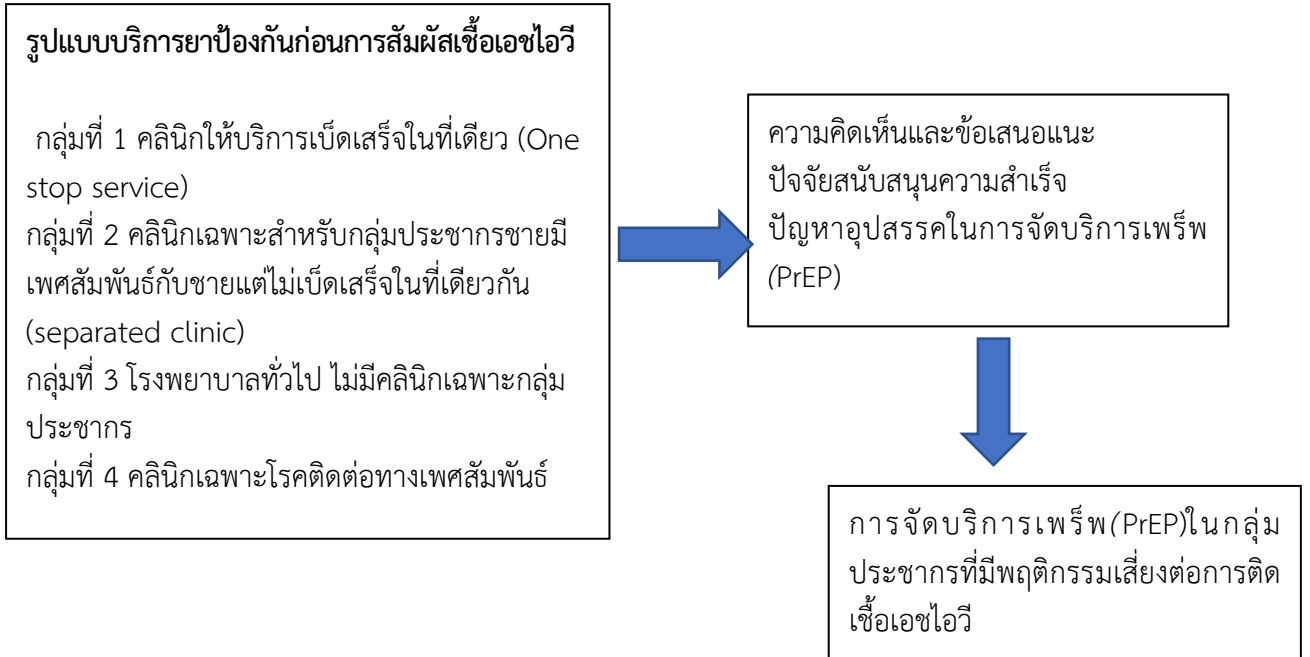 รูปแบบบริการยาป้องกันก่อนการสัมผัสเชื้อเอชไอวี
กลุ่มที่ 1 คลินิกให้บริการเบ็ดเสร็จในที่เดียว (One
stop service)
กลุ่มที่ 2 คลินิกเฉพาะสำหรับกลุ่มประชากรชายมี
เพศสัมพันธ์กับชายแต่ไม่เบ็ดเสร็จในที่เดียวกัน
(separated clinic)
กลุ่มที่ 3 โรงพยาบาลทั่วไป ไม่มีคลินิกเฉพาะกลุ่ม
ประชากร
กลุ่มที่ 4 คลินิกเฉพาะโรคติดต่อทางเพศสัมพันธ์
ความคิดเห็นและข้อเสนอแนะ
ปัจจัยสนับสนุนความสำเร็จ
ปัญหาอุปสรรคในการจัดบริการเพร็พ
(PrEP)
การจัดบริการเพร็พ(PrEP)ในกลุ่ม
ประชากรที่มีพฤติกรรมเสี่ยงต่อการติด
เชื้อเอชไอวี